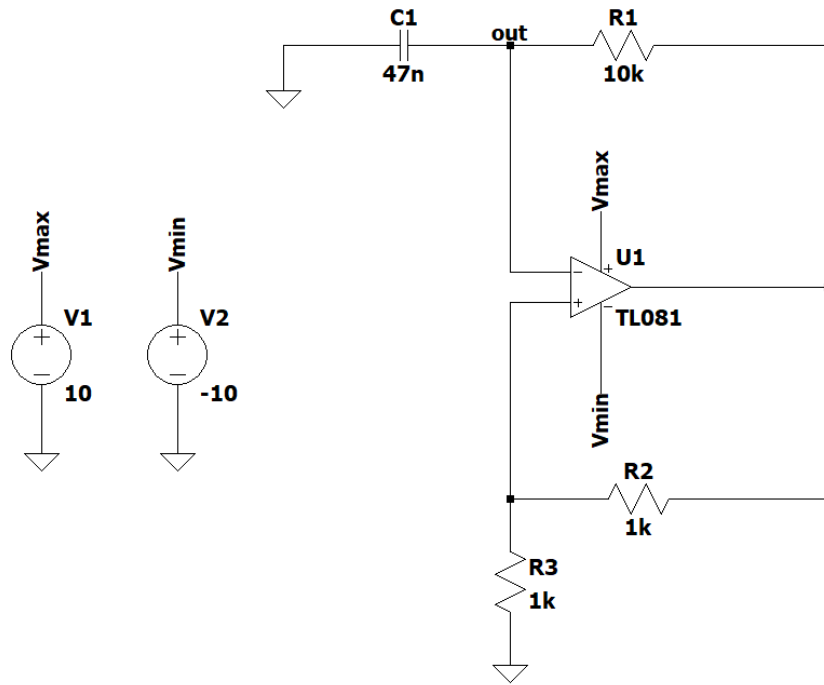 C1
47n
out
R1
10k
Vmax
Vmin
V1
10
V2
-10
Vmax
U1
TL081
Vmin
R2
1k
R3
1k